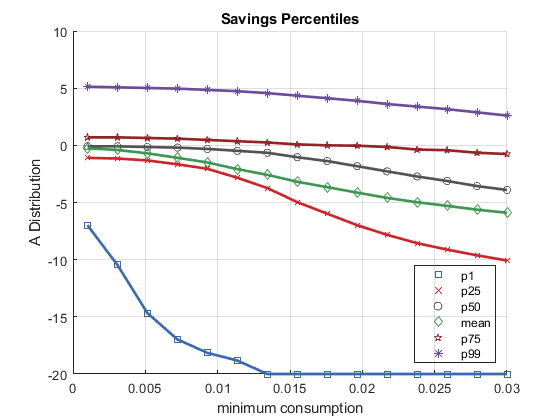 Savings Percentiles
10
5
0
-5
-10
-15
-20
A Distribution
p1
p25
p50
mean
p75
p99
0 0.005 0.01 0.015 0.02 0.025 0.03
minimum consumption